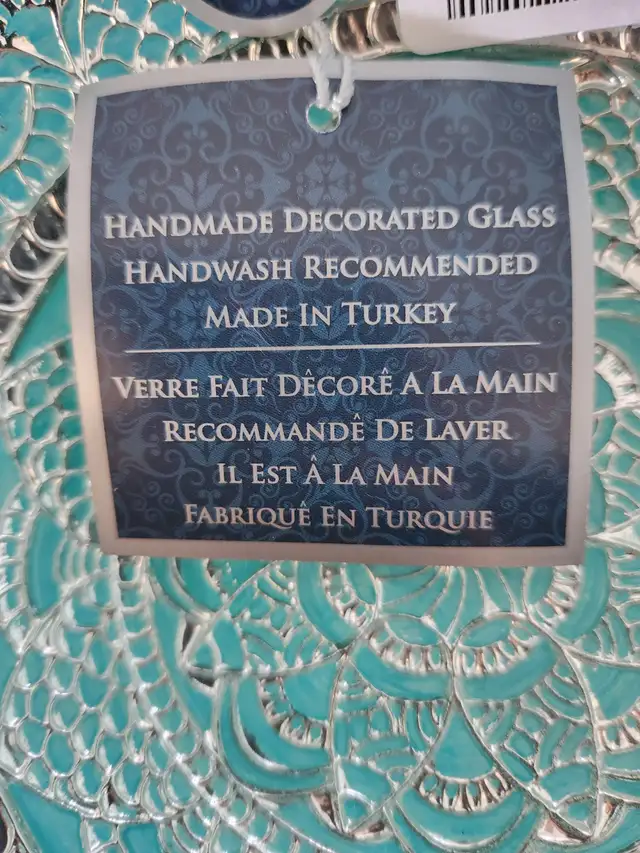 Handmade Decorated Glass
Handwash Recommended
Made In Turkey
Verre Fait Dêcorê A La Main
Recommandê De Laver
Il Est Â La Main
Fabriquê En Turquie